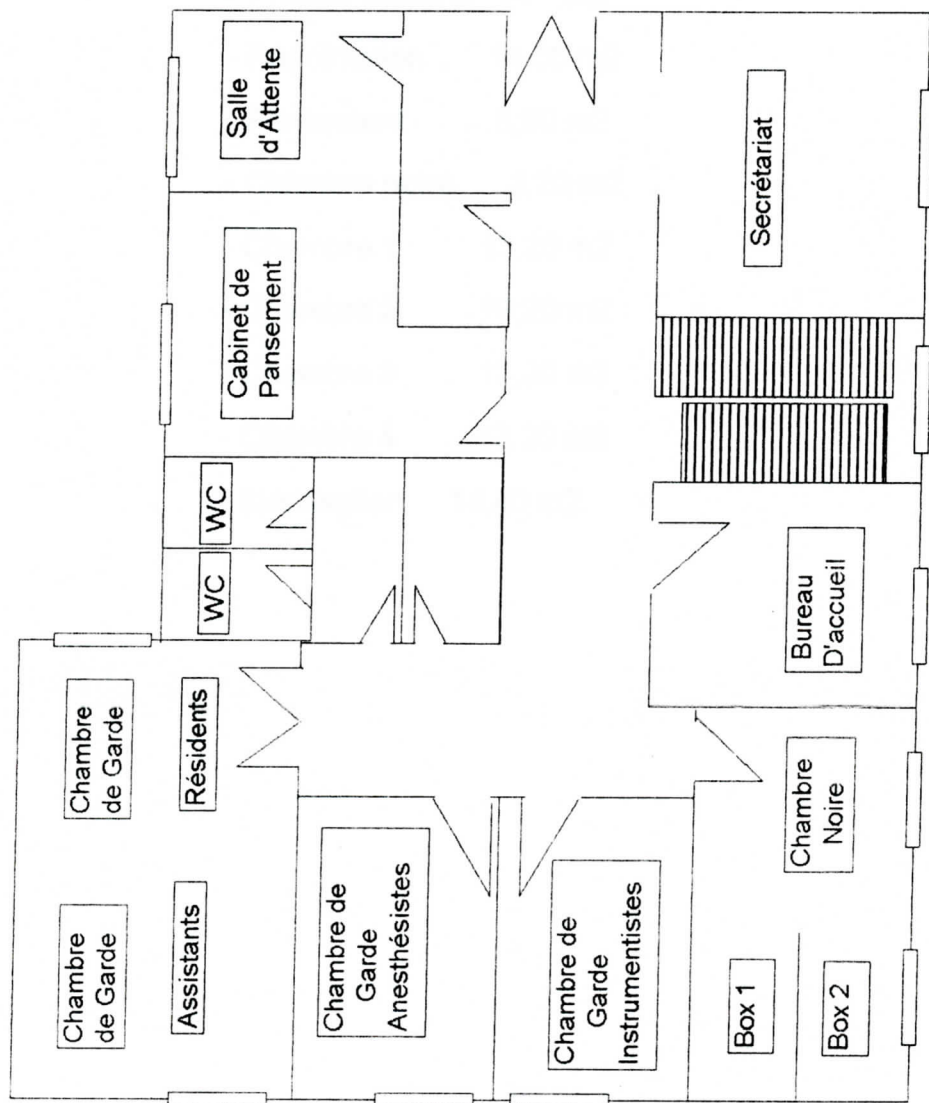 Chambre
de Garde
Chambre
de Garde
Assistants
Résidents
WC
WC
Cabinet de
Pansement
Salle
d'Attente
Chambre de
Garde
Anesthésistes
Chambre de
Garde
Instrumentistes
Box 1
Box 2
Chambre
Noire
Bureau
D'accueil
Secrétariat